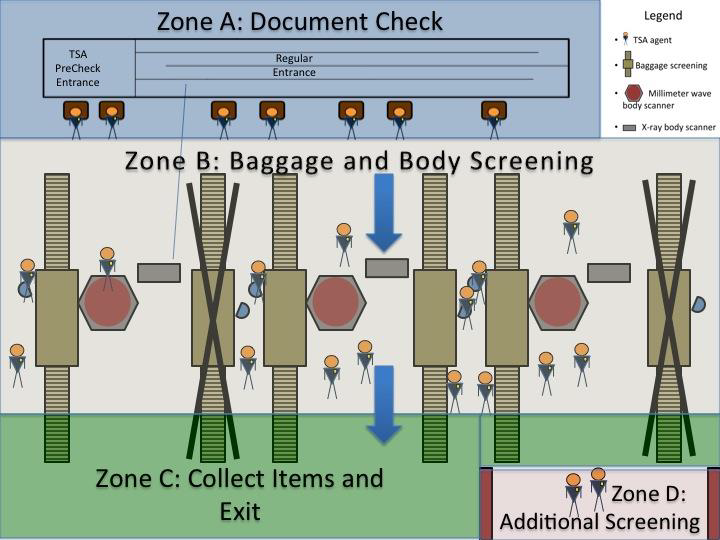 Zone A: Document Check
TSA
PreCheck
Entrance
Regular
Entrance
Legend
• TSA agent
• Baggage screening
• Millimeter wave
body scanner
• X-ray body scanner
Zone B: Baggage and Body Screening
Zone C: Collect Items and
Exit
Zone D:
Additional Screening